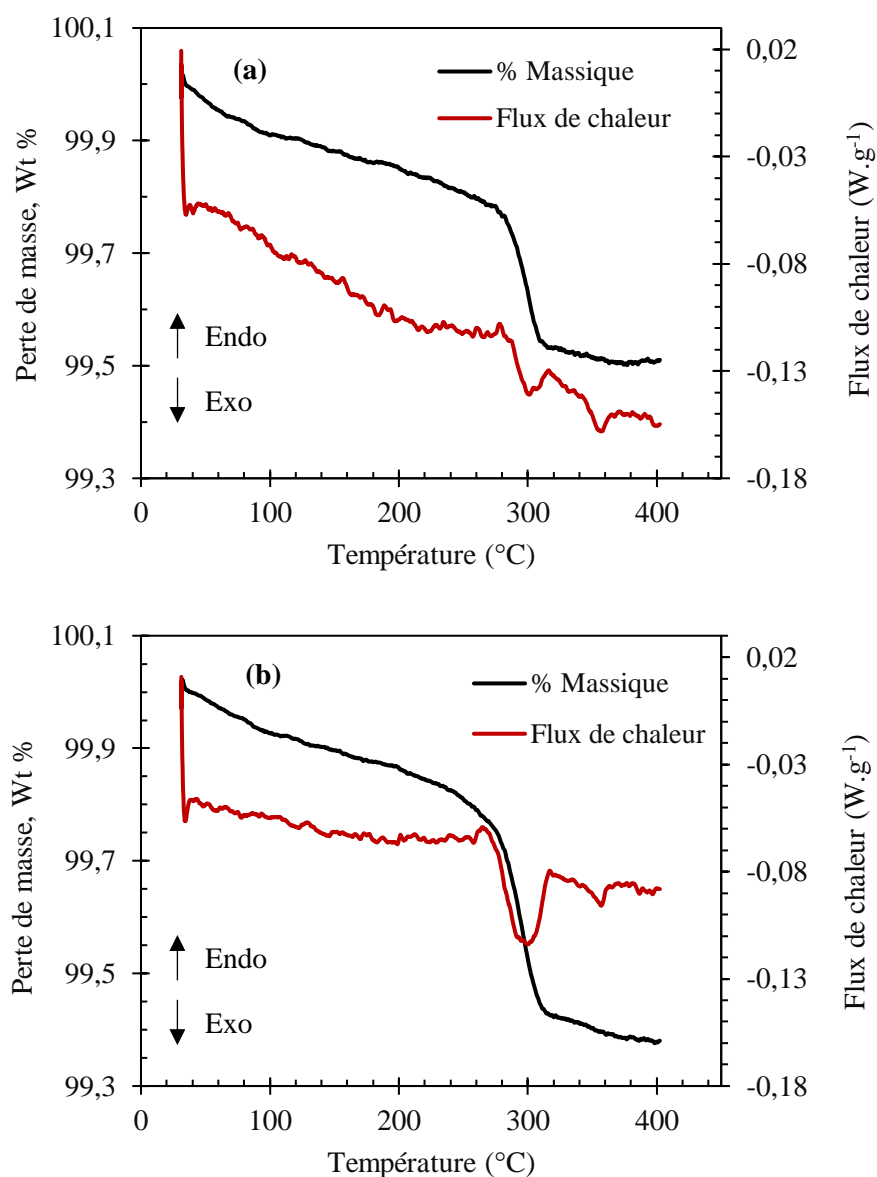 100,1
99,9
99,7
99,5
99,3
Perte de masse, Wt %
(a)
% Massique
Flux de chaleur
Endo
Exo
0,02
-0,03
-0,08
-0,13
-0,18
Flux de chaleur (W.g-1)
0 100 200 300 400
Température (°C)
100,1
99,9
99,7
99,5
99,3
Perte de masse, Wt %
(b)
% Massique
Flux de chaleur
Endo
Exo
0,02
-0,03
-0,08
-0,13
-0,18
Flux de chaleur (W.g-1)
0 100 200 300 400
Température (°C)